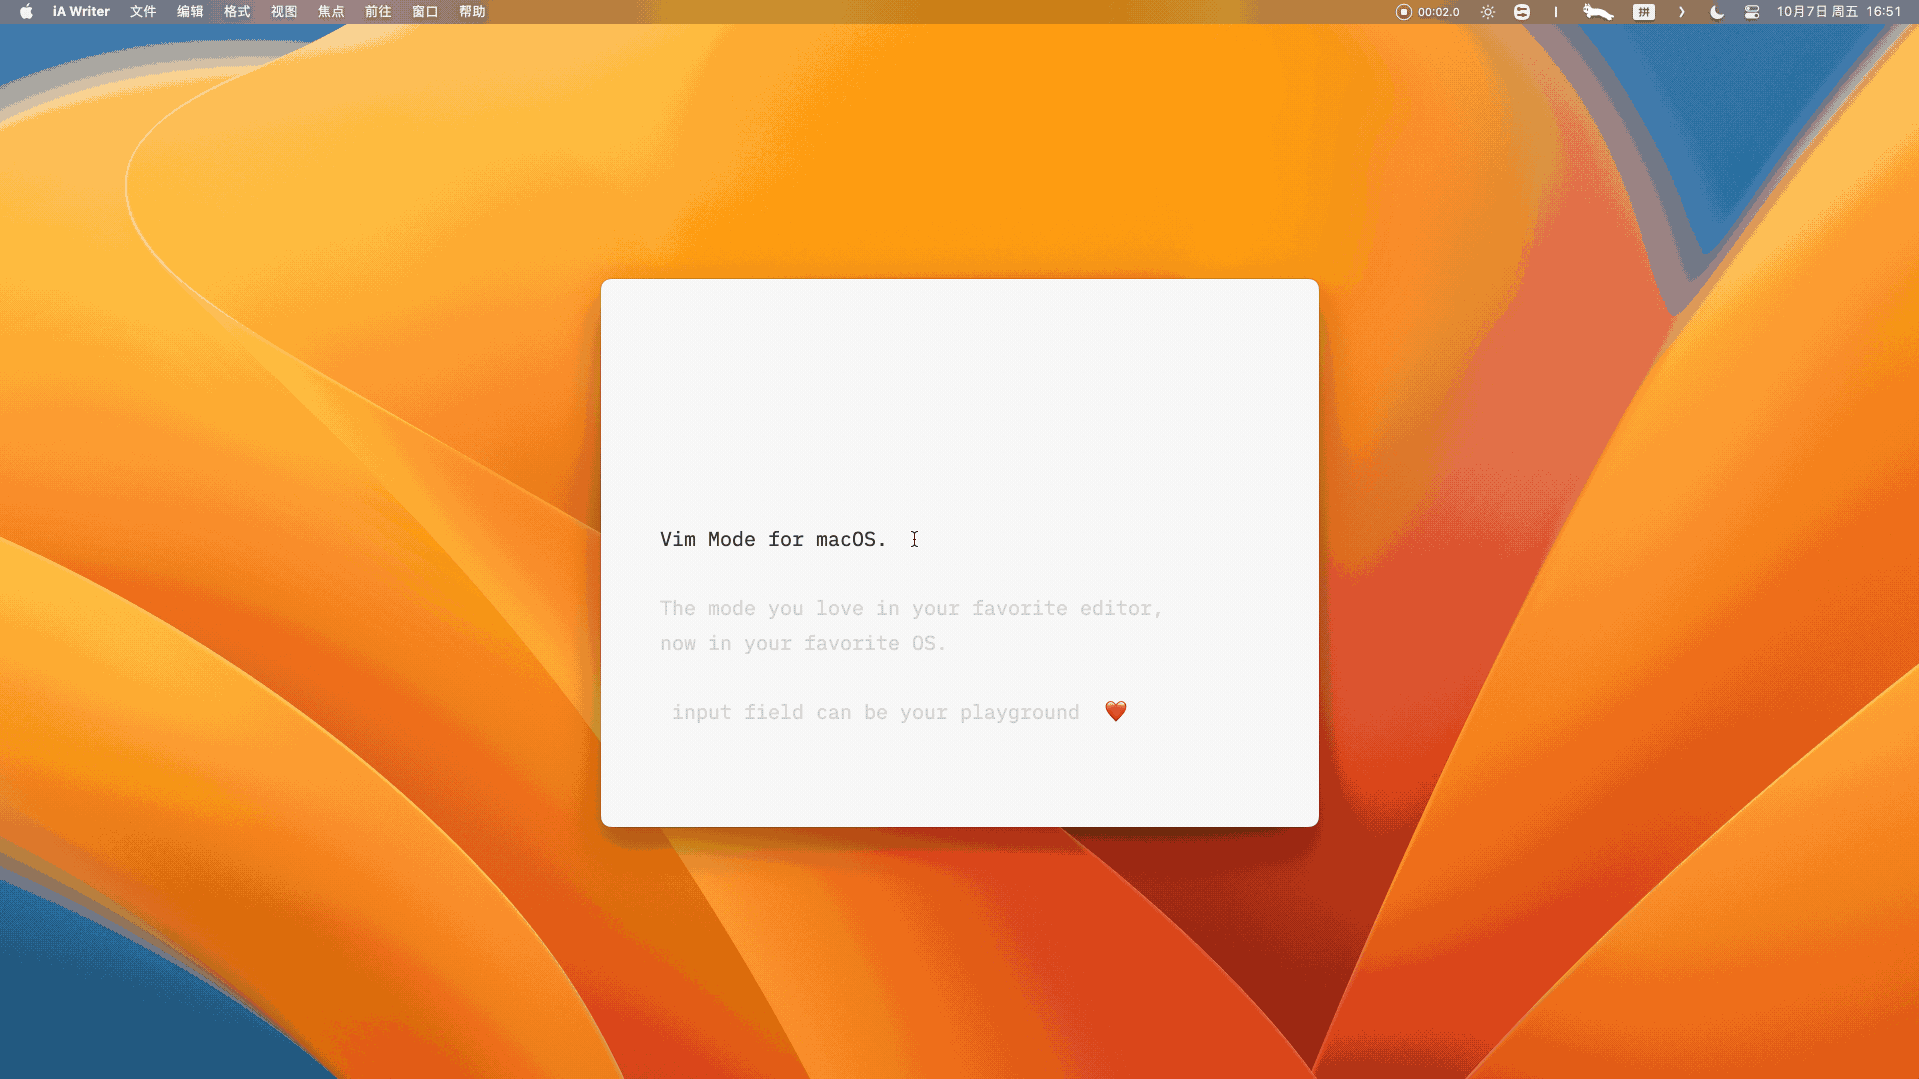 iA Writer 文件 编辑 格式 视图 焦点 前往 窗口 帮助 00:02.0 拼 10月7日 周五 16:51
Vim Mode for macOS.
The mode you love in your favorite editor,
now in your favorite OS.
input field can be your playground ❤️